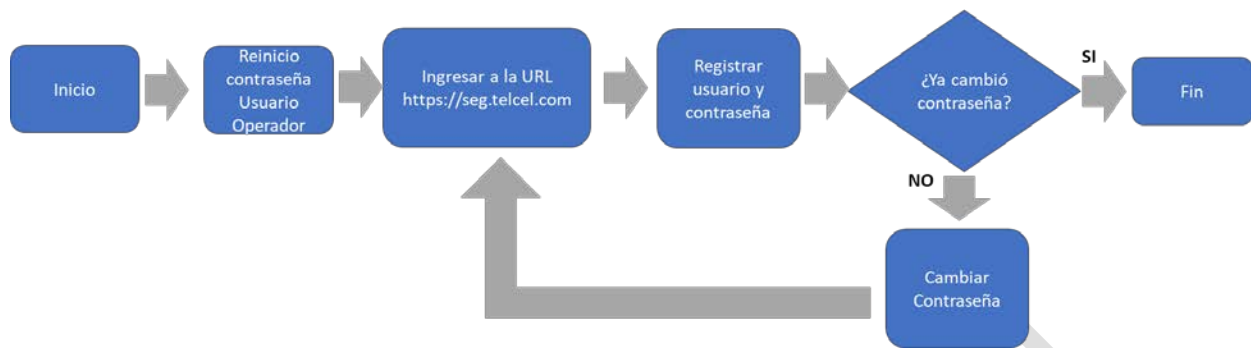 Inicio
Reinicio
contraseña
Usuario
Operador
Ingresar a la URL
https://seg.telcel.com
Registrar
usuario y
contraseña
¿Ya cambió
contraseña?
SI
Fin
NO
Cambiar
Contraseña